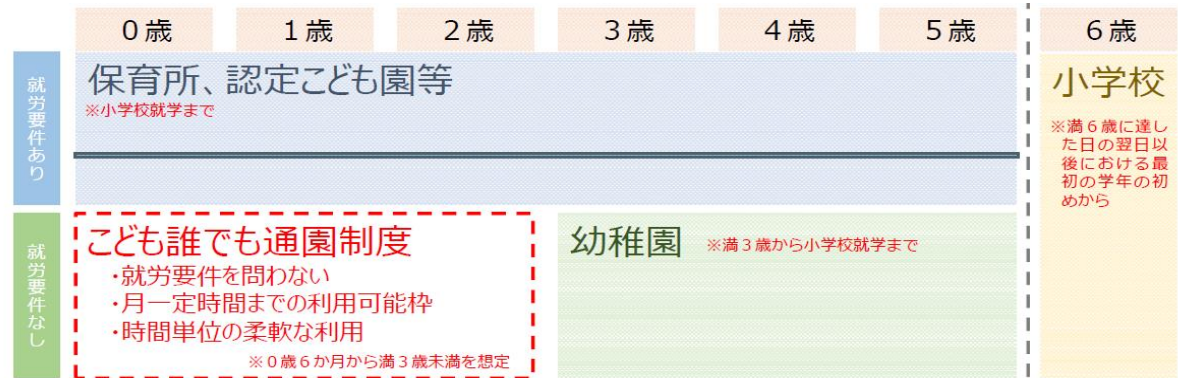 0歳
1歳
2歳
3歳
4歳
5歳
6歳
就労要件あり
保育所、認定こども園等
※小学校就学まで
小学校
※満6歳に達し
た日の翌日以
後における最
初の学年の初
めから
就労要件なし
こども誰でも通園制度
・就労要件を問わない
・月一定時間までの利用可能枠
・時間単位の柔軟な利用
※0歳6か月から満3歳未満を想定
幼稚園 ※満3歳から小学校就学まで